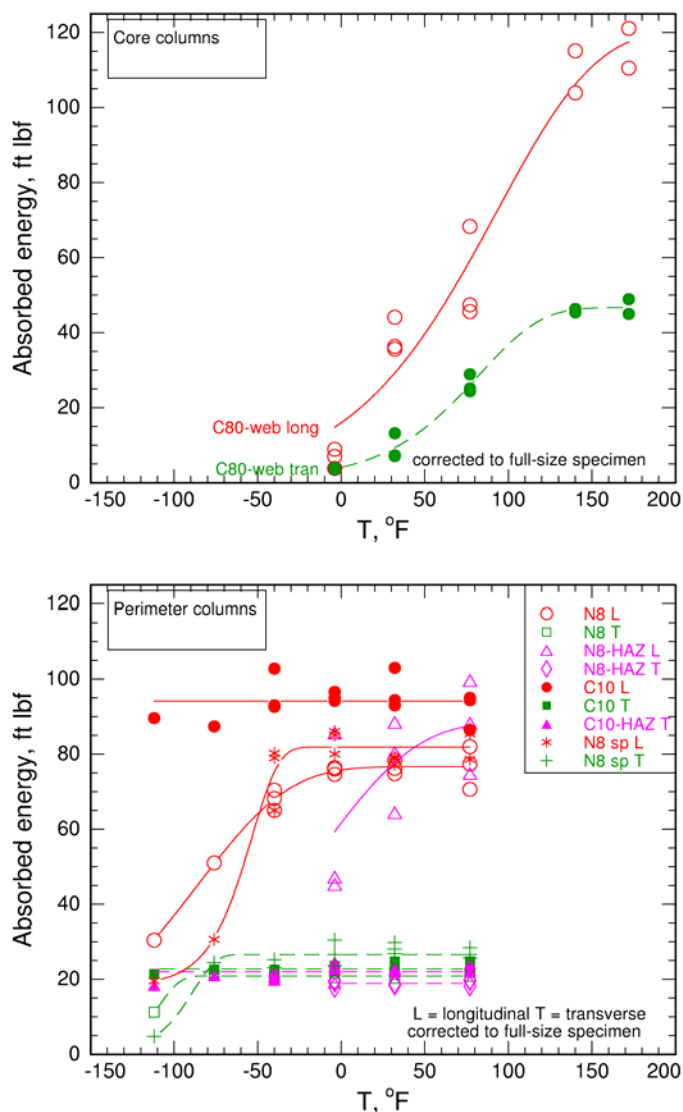 Core columns
120
100
80
60
40
20
0
Absorbed energy, ft lbf
C80-web long
C80-web tran
corrected to full-size specimen
-150 -100 -50 0 50 100 150 200
T, °F
Perimeter columns
120
100
80
60
40
20
0
Absorbed energy, ft lbf
N8 L
N8 T
N8-HAZ L
N8-HAZ T
C10 L
C10 T
C10-HAZ T
N8 sp L
N8 sp T
L = longitudinal T = transverse
corrected to full-size specimen
-150 -100 -50 0 50 100 150 200
T, °F